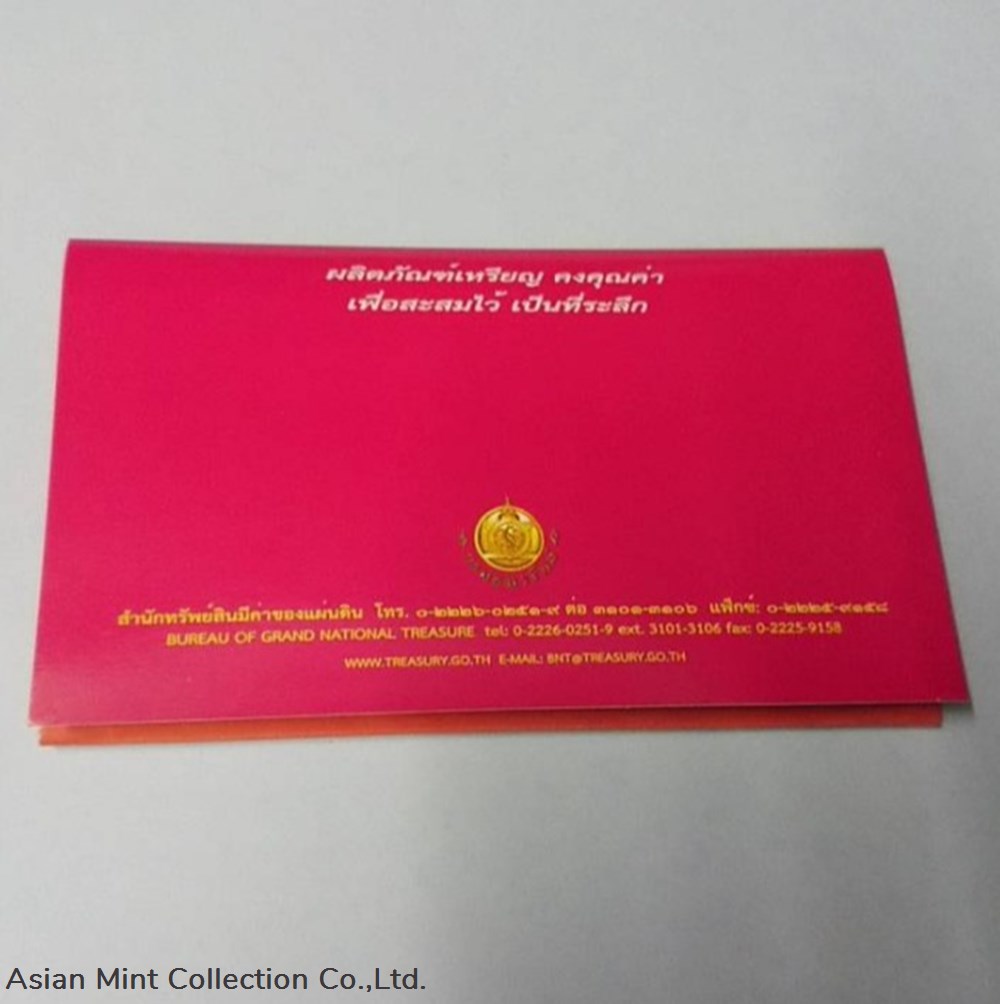 ผลิตภัณฑ์เหรียญ คงคุณค่า
เพื่อสะสมไว้ เป็นที่ระลึก
สำนักทรัพย์สินมีค่าของแผ่นดิน โทร. ๐-๒๒๒๖-๐๒๕๑-๙ ต่อ ๓๑๐๑-๓๑๐๖ แฟ็กซ์: ๐-๒๒๒๕-๙๑๕๘
BUREAU OF GRAND NATIONAL TREASURE tel: 0-2226-0251-9 ext. 3101-3106 fax: 0-2225-9158
WWW.TREASURY.GO.TH E-MAIL: BNT@TREASURY.GO.TH
Asian Mint Collection Co.,Ltd.